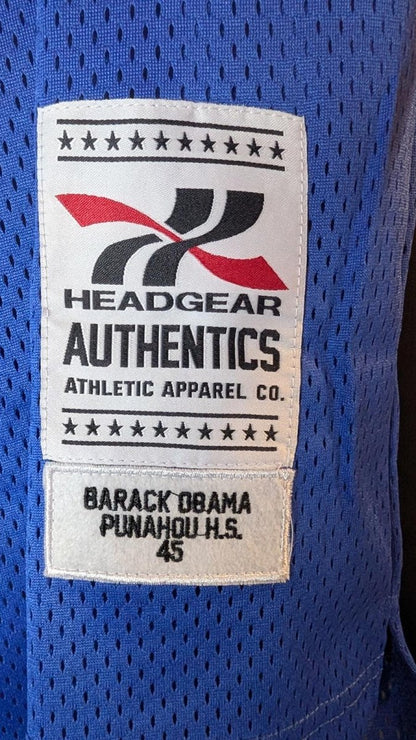 HEADGEAR
AUTHENTICS
ATHLETIC APPAREL CO.
BARACK OBAMA
PUNAHOU H.S.
45